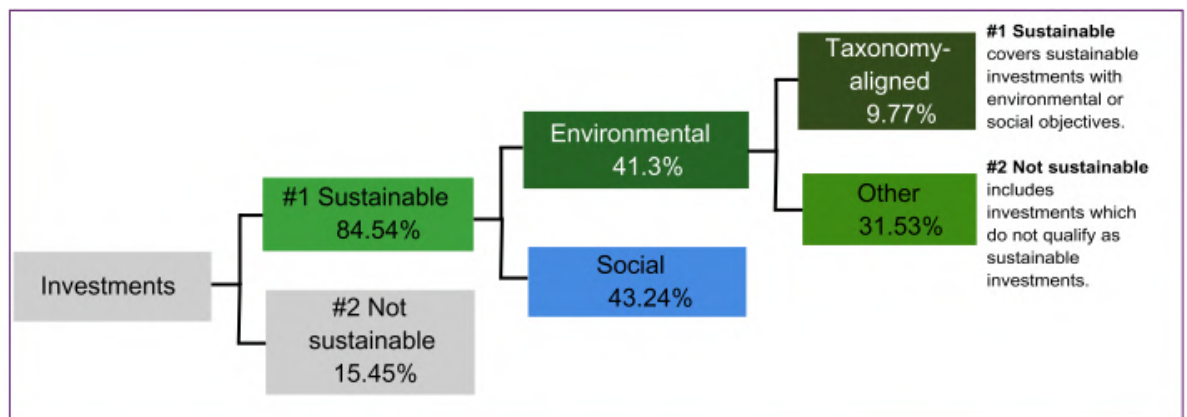 Investments
#1 Sustainable
84.54%
#2 Not
sustainable
15.45%
Environmental
41.3%
Social
43.24%
Taxonomy-
aligned
9.77%
Other
31.53%
#1 Sustainable
covers sustainable
investments with
environmental or
social objectives.
#2 Not sustainable
includes
investments which
do not qualify as
sustainable
investments.